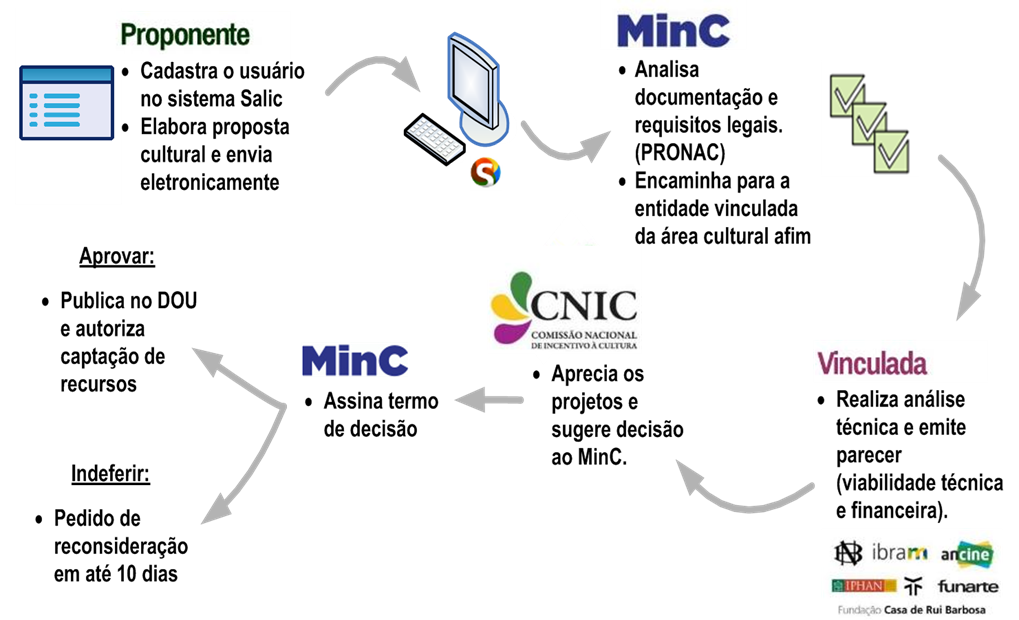 Proponente
• Cadastra o usuário
no sistema Salic
• Elabora proposta
cultural e envia
eletronicamente
S
MinC
• Analisa
documentação e
requisitos legais.
(PRONAC)
• Encaminha para a
entidade vinculada
da área cultural afim
Vinculada
• Realiza análise
técnica e emite
parecer
(viabilidade técnica
e financeira).
ibram
ancine
IPHAN
funarte
Fundação Casa de Rui Barbosa
CNIC
COMISSÃO NACIONAL
DE INCENTIVO À CULTURA
• Aprecia os
projetos e
sugere decisão
ao MinC.
MinC
• Assina termo
de decisão
Aprovar:
• Publica no DOU
e autoriza
captação de
recursos
Indeferir:
• Pedido de
reconsideração
em até 10 dias